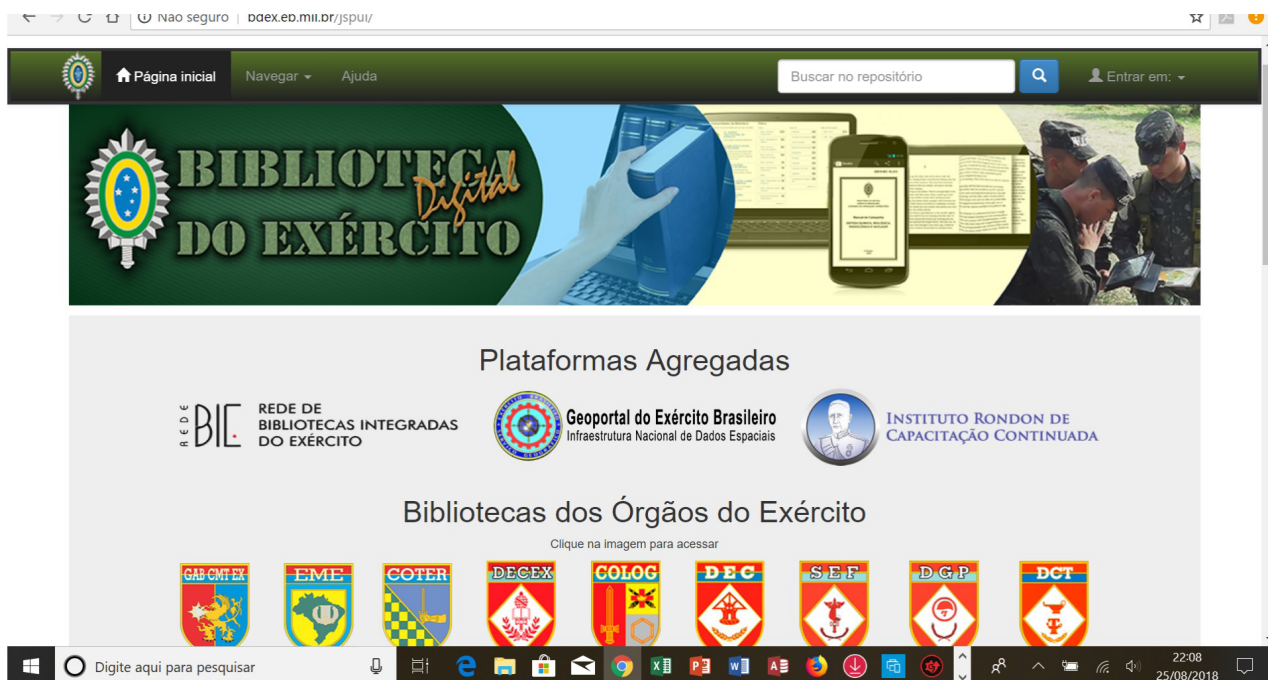 Não seguro bdex.eb.mil.br/jspui/
Página inicial Navegar Ajuda Buscar no repositório Entrar em:
BIBLIOTECA
Digital
DO EXÉRCITO
Plataformas Agregadas
REDE
BIE
REDE DE
BIBLIOTECAS INTEGRADAS
DO EXÉRCITO
Geoportal do Exército Brasileiro
Infraestrutura Nacional de Dados Espaciais
INSTITUTO RONDON DE
CAPACITAÇÃO CONTINUADA
Bibliotecas dos Órgãos do Exército
Clique na imagem para acessar
GAB CMT EX EME COTER DECEX COLOG DEC SEF DGP DCT
Digite aqui para pesquisar
22:08
25/08/2018